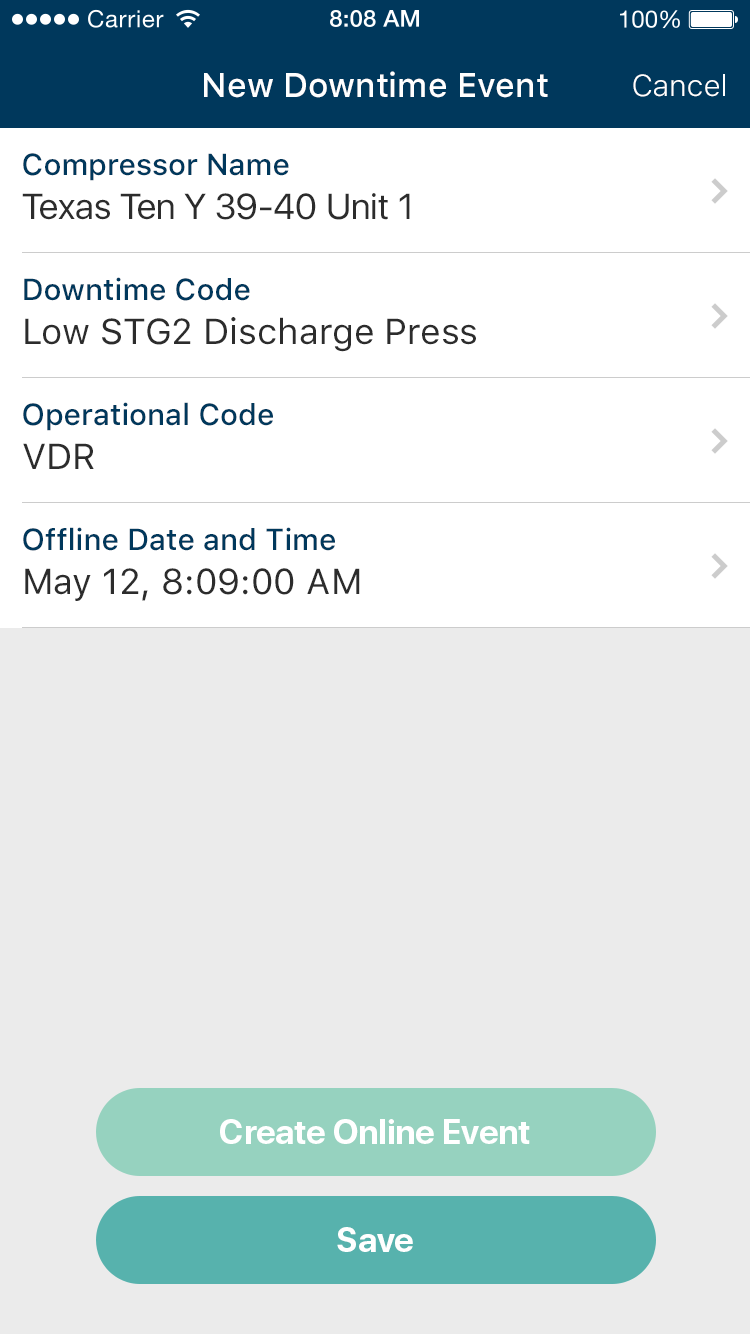 Carrier 8:08 AM 100%
New Downtime Event Cancel
Compressor Name
Texas Ten Y 39-40 Unit 1
Downtime Code
Low STG2 Discharge Press
Operational Code
VDR
Offline Date and Time
May 12, 8:09:00 AM
Create Online Event
Save